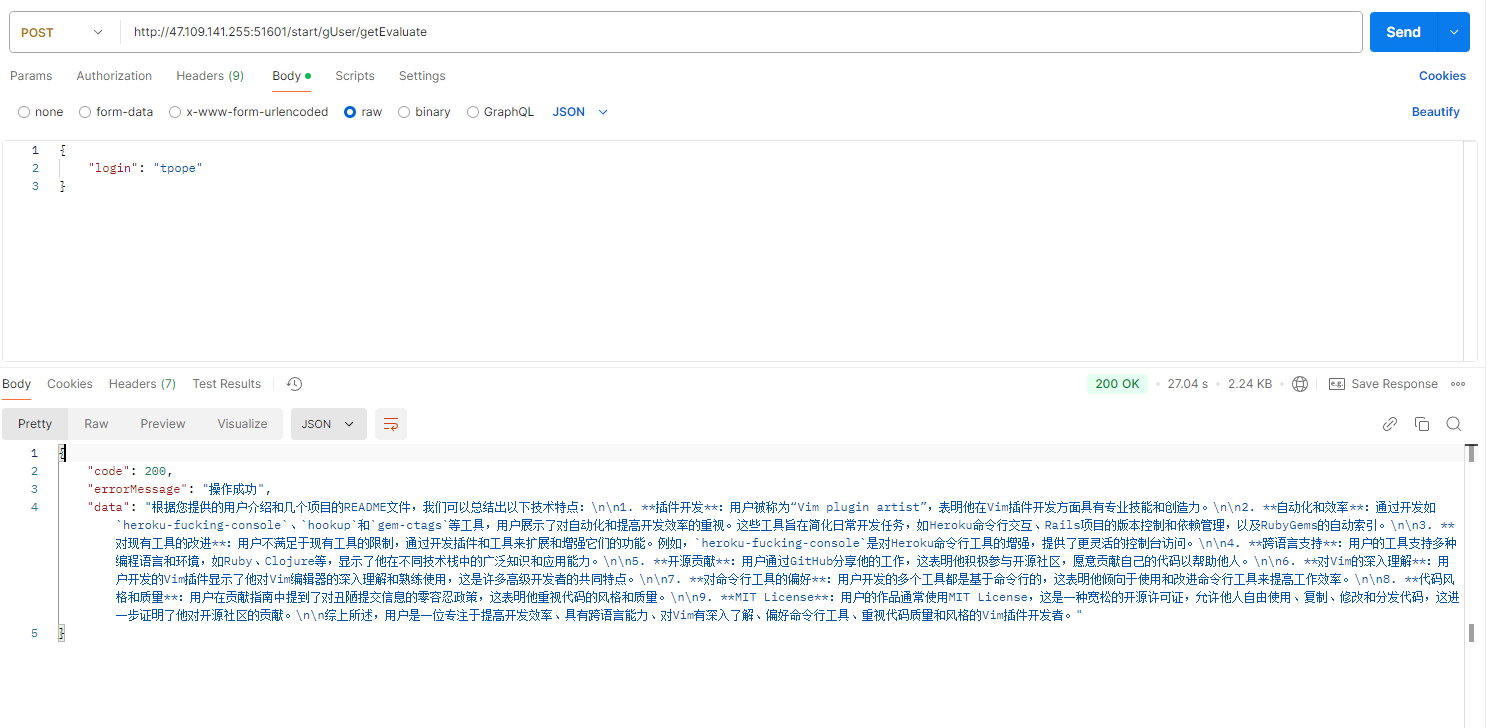 POST http://47.109.141.255:51601/start/gUser/getEvaluate Send
Params Authorization Headers (9) Body Scripts Settings Cookies
none form-data x-www-form-urlencoded raw binary GraphQL JSON Beautify
1 {
2 "login": "tpope"
3 }
Body Cookies Headers (7) Test Results 200 OK 27.04 s 2.24 KB e.g. Save Response
Pretty Raw Preview Visualize JSON
1 {
2 "code": 200,
3 "errorMessage": "操作成功",
4 "data": "根据您提供的用户介绍和几个项目的README文件，我们可以总结出以下技术特点：\n\n1. **插件开发**：用户被称为“Vim plugin artist”，表明他在Vim插件开发方面具有专业技能和创造力。\n\n2. **自动化和效率**：通过开发如
`heroku-fucking-console`、`hookup`和`gem-ctags`等工具，用户展示了对自动化和提高开发效率的重视。这些工具旨在简化日常开发任务，如Heroku命令行交互、Rails项目的版本控制和依赖管理，以及RubyGems的自动索引。\n\n3. **
对现有工具的改进**：用户不满足于现有工具的限制，通过开发插件和工具来扩展和增强它们的功能。例如，`heroku-fucking-console`是对Heroku命令行工具的增强，提供了更灵活的控制台访问。\n\n4. **跨语言支持**：用户的工具支持多种
编程语言和环境，如Ruby、Clojure等，显示了他在不同技术栈中的广泛知识和应用能力。\n\n5. **开源贡献**：用户通过GitHub分享他的工作，这表明他积极参与开源社区，愿意贡献自己的代码以帮助他人。\n\n6. **对Vim的深入理解**：用
户开发的Vim插件显示了他对Vim编辑器的深入理解和熟练使用，这是许多高级开发者的共同特点。\n\n7. **对命令行工具的偏好**：用户开发的多个工具都是基于命令行的，这表明他倾向于使用和改进命令行工具来提高工作效率。\n\n8. **代码风
格和质量**：用户在贡献指南中提到了对丑陋提交信息的零容忍政策，这表明他重视代码的风格和质量。\n\n9. **MIT License**：用户的作品通常使用MIT License，这是一种宽松的开源许可证，允许他人自由使用、复制、修改和分发代码，这进
一步证明了他对开源社区的贡献。\n\n综上所述，用户是一位专注于提高开发效率、具有跨语言能力、对Vim有深入了解、偏好命令行工具、重视代码质量和风格的Vim插件开发者。"
5 }